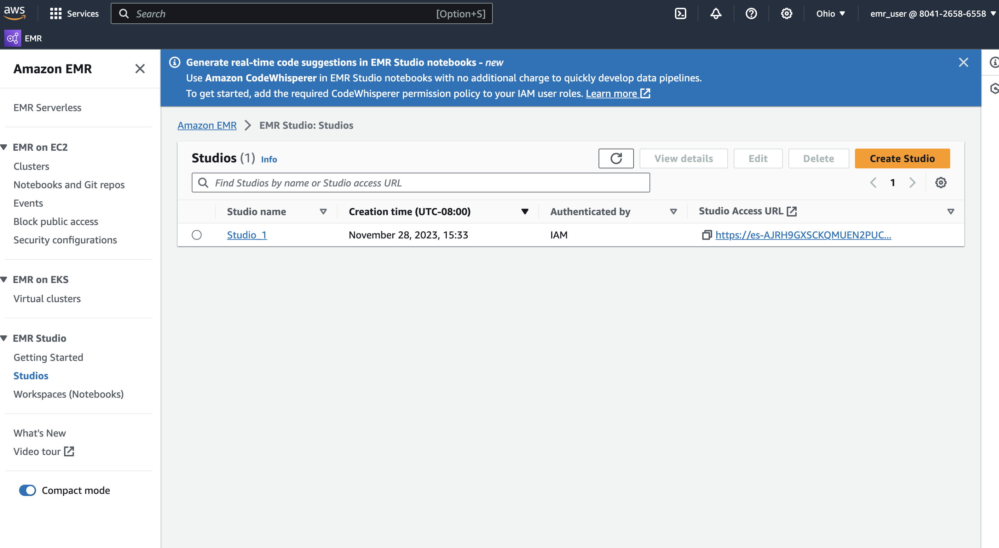 aws
Services
Search
[Option+S]
Ohio
emr_user @ 8041-2658-6558
EMR
Amazon EMR
EMR Serverless
EMR on EC2
Clusters
Notebooks and Git repos
Events
Block public access
Security configurations
EMR on EKS
Virtual clusters
EMR Studio
Getting Started
Studios
Workspaces (Notebooks)
What's New
Video tour
Compact mode
Generate real-time code suggestions in EMR Studio notebooks - new
Use Amazon CodeWhisperer in EMR Studio notebooks with no additional charge to quickly develop data pipelines.
To get started, add the required CodeWhisperer permission policy to your IAM user roles. Learn more
Amazon EMR
EMR Studio: Studios
Studios (1) Info
View details
Edit
Delete
Create Studio
Find Studios by name or Studio access URL
1
Studio name
Creation time (UTC-08:00)
Authenticated by
Studio Access URL
Studio_1
November 28, 2023, 15:33
IAM
https://es-AJRH9GXSCKQMUEN2PUC...